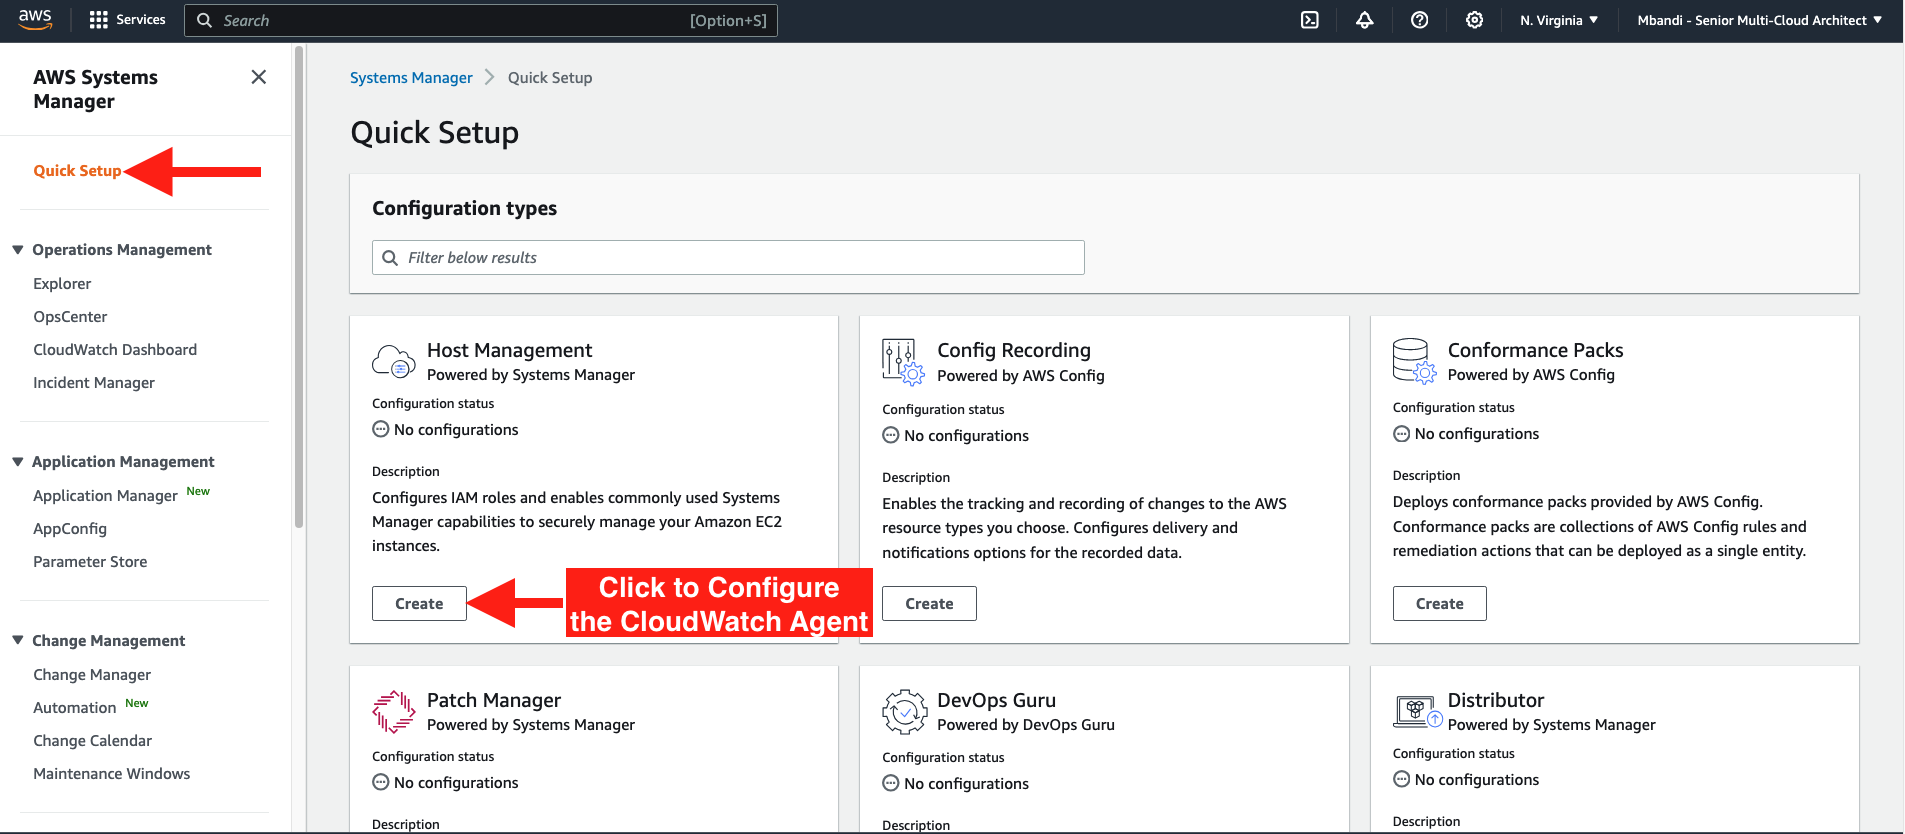 aws
Services
Search
[Option+S]
N. Virginia
Mbandi - Senior Multi-Cloud Architect
AWS Systems
Manager
Quick Setup
Operations Management
Explorer
OpsCenter
CloudWatch Dashboard
Incident Manager
Application Management
Application Manager New
AppConfig
Parameter Store
Change Management
Change Manager
Automation New
Change Calendar
Maintenance Windows
Systems Manager
Quick Setup
Quick Setup
Configuration types
Filter below results
Host Management
Powered by Systems Manager
Configuration status
No configurations
Description
Configures IAM roles and enables commonly used Systems
Manager capabilities to securely manage your Amazon EC2
instances.
Create
Click to Configure
the CloudWatch Agent
Config Recording
Powered by AWS Config
Configuration status
No configurations
Description
Enables the tracking and recording of changes to the AWS
resource types you choose. Configures delivery and
notifications options for the recorded data.
Create
Conformance Packs
Powered by AWS Config
Configuration status
No configurations
Description
Deploys conformance packs provided by AWS Config.
Conformance packs are collections of AWS Config rules and
remediation actions that can be deployed as a single entity.
Create
Patch Manager
Powered by Systems Manager
Configuration status
No configurations
Description
DevOps Guru
Powered by DevOps Guru
Configuration status
No configurations
Description
Distributor
Powered by Systems Manager
Configuration status
No configurations
Description